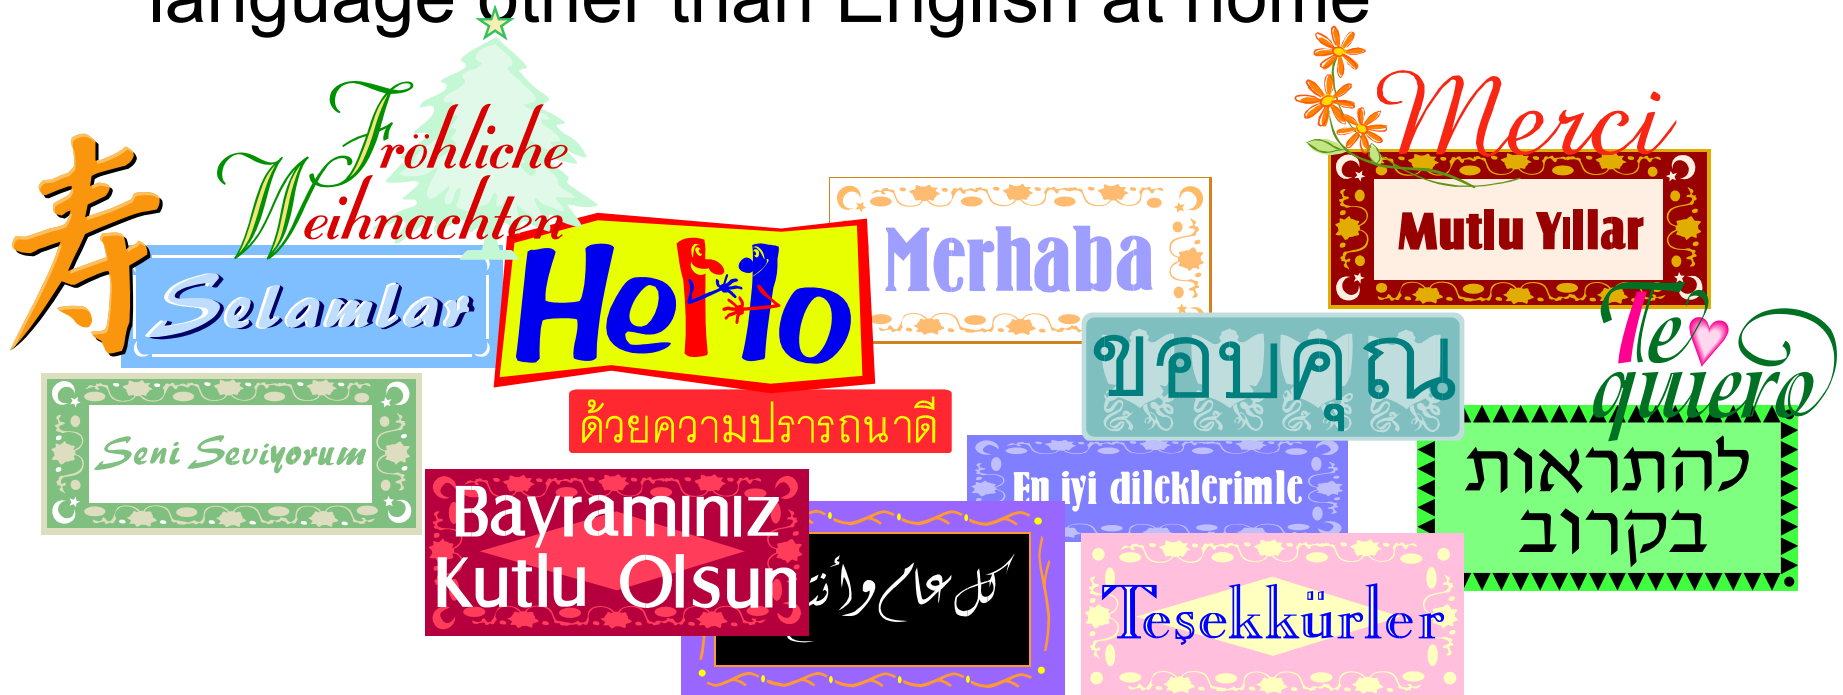 language other than English at home
Fröhliche
Weihnachten
Merci
寿
Selamlar
Hello
Merhaba
Mutlu Yıllar
Te
quiero
ขอบคุณ
ด้วยความปรารถนาดี
Seni Seviyorum
En iyi dileklerimle
להתראות
בקרוב
Bayramınız
Kutlu Olsun
كل عام
Teşekkürler